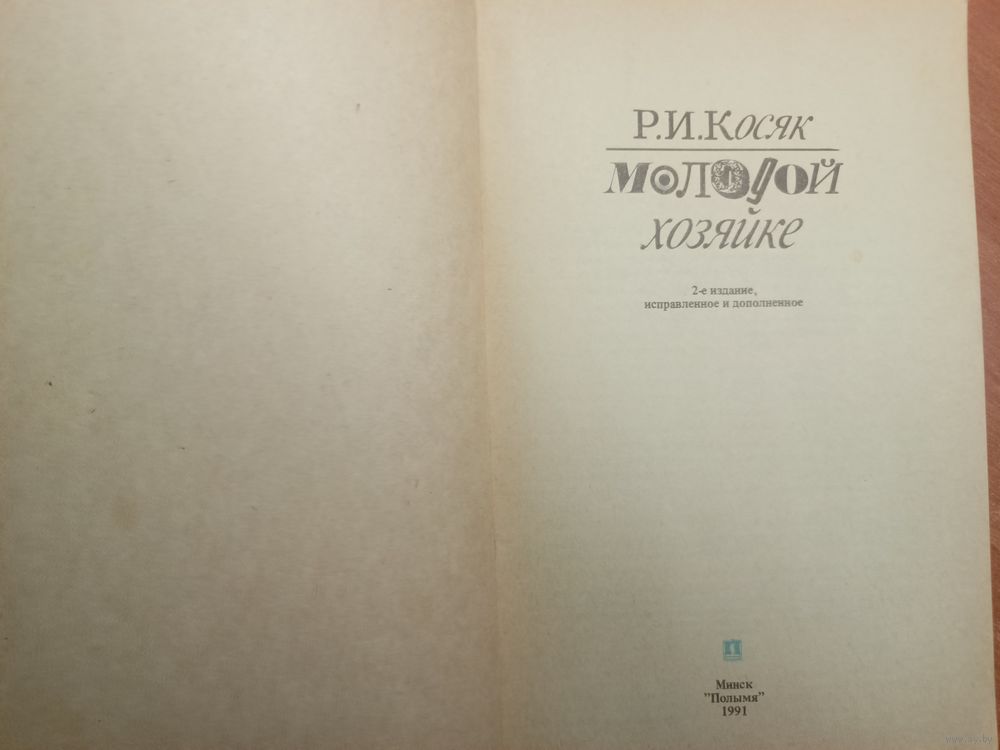 Р.И.Косяк
МОЛОДОЙ
хозяйке
2-е издание,
исправленное и дополненное
Минск
"Полымя"
1991